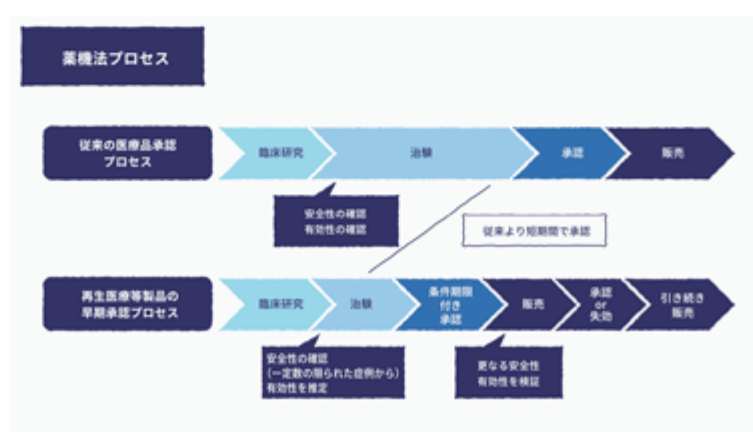 薬機法プロセス
従来の医療品承認
プロセス
臨床研究
治験
承認
販売
安全性の確認
有効性の確認
従来より短期間で承認
再生医療等製品の
早期承認プロセス
臨床研究
治験
条件期限
付き
承認
販売
承認
or
失効
引き続き
販売
安全性の確認
(一定数の限られた症例から)
有効性を推定
更なる安全性
有効性を検証